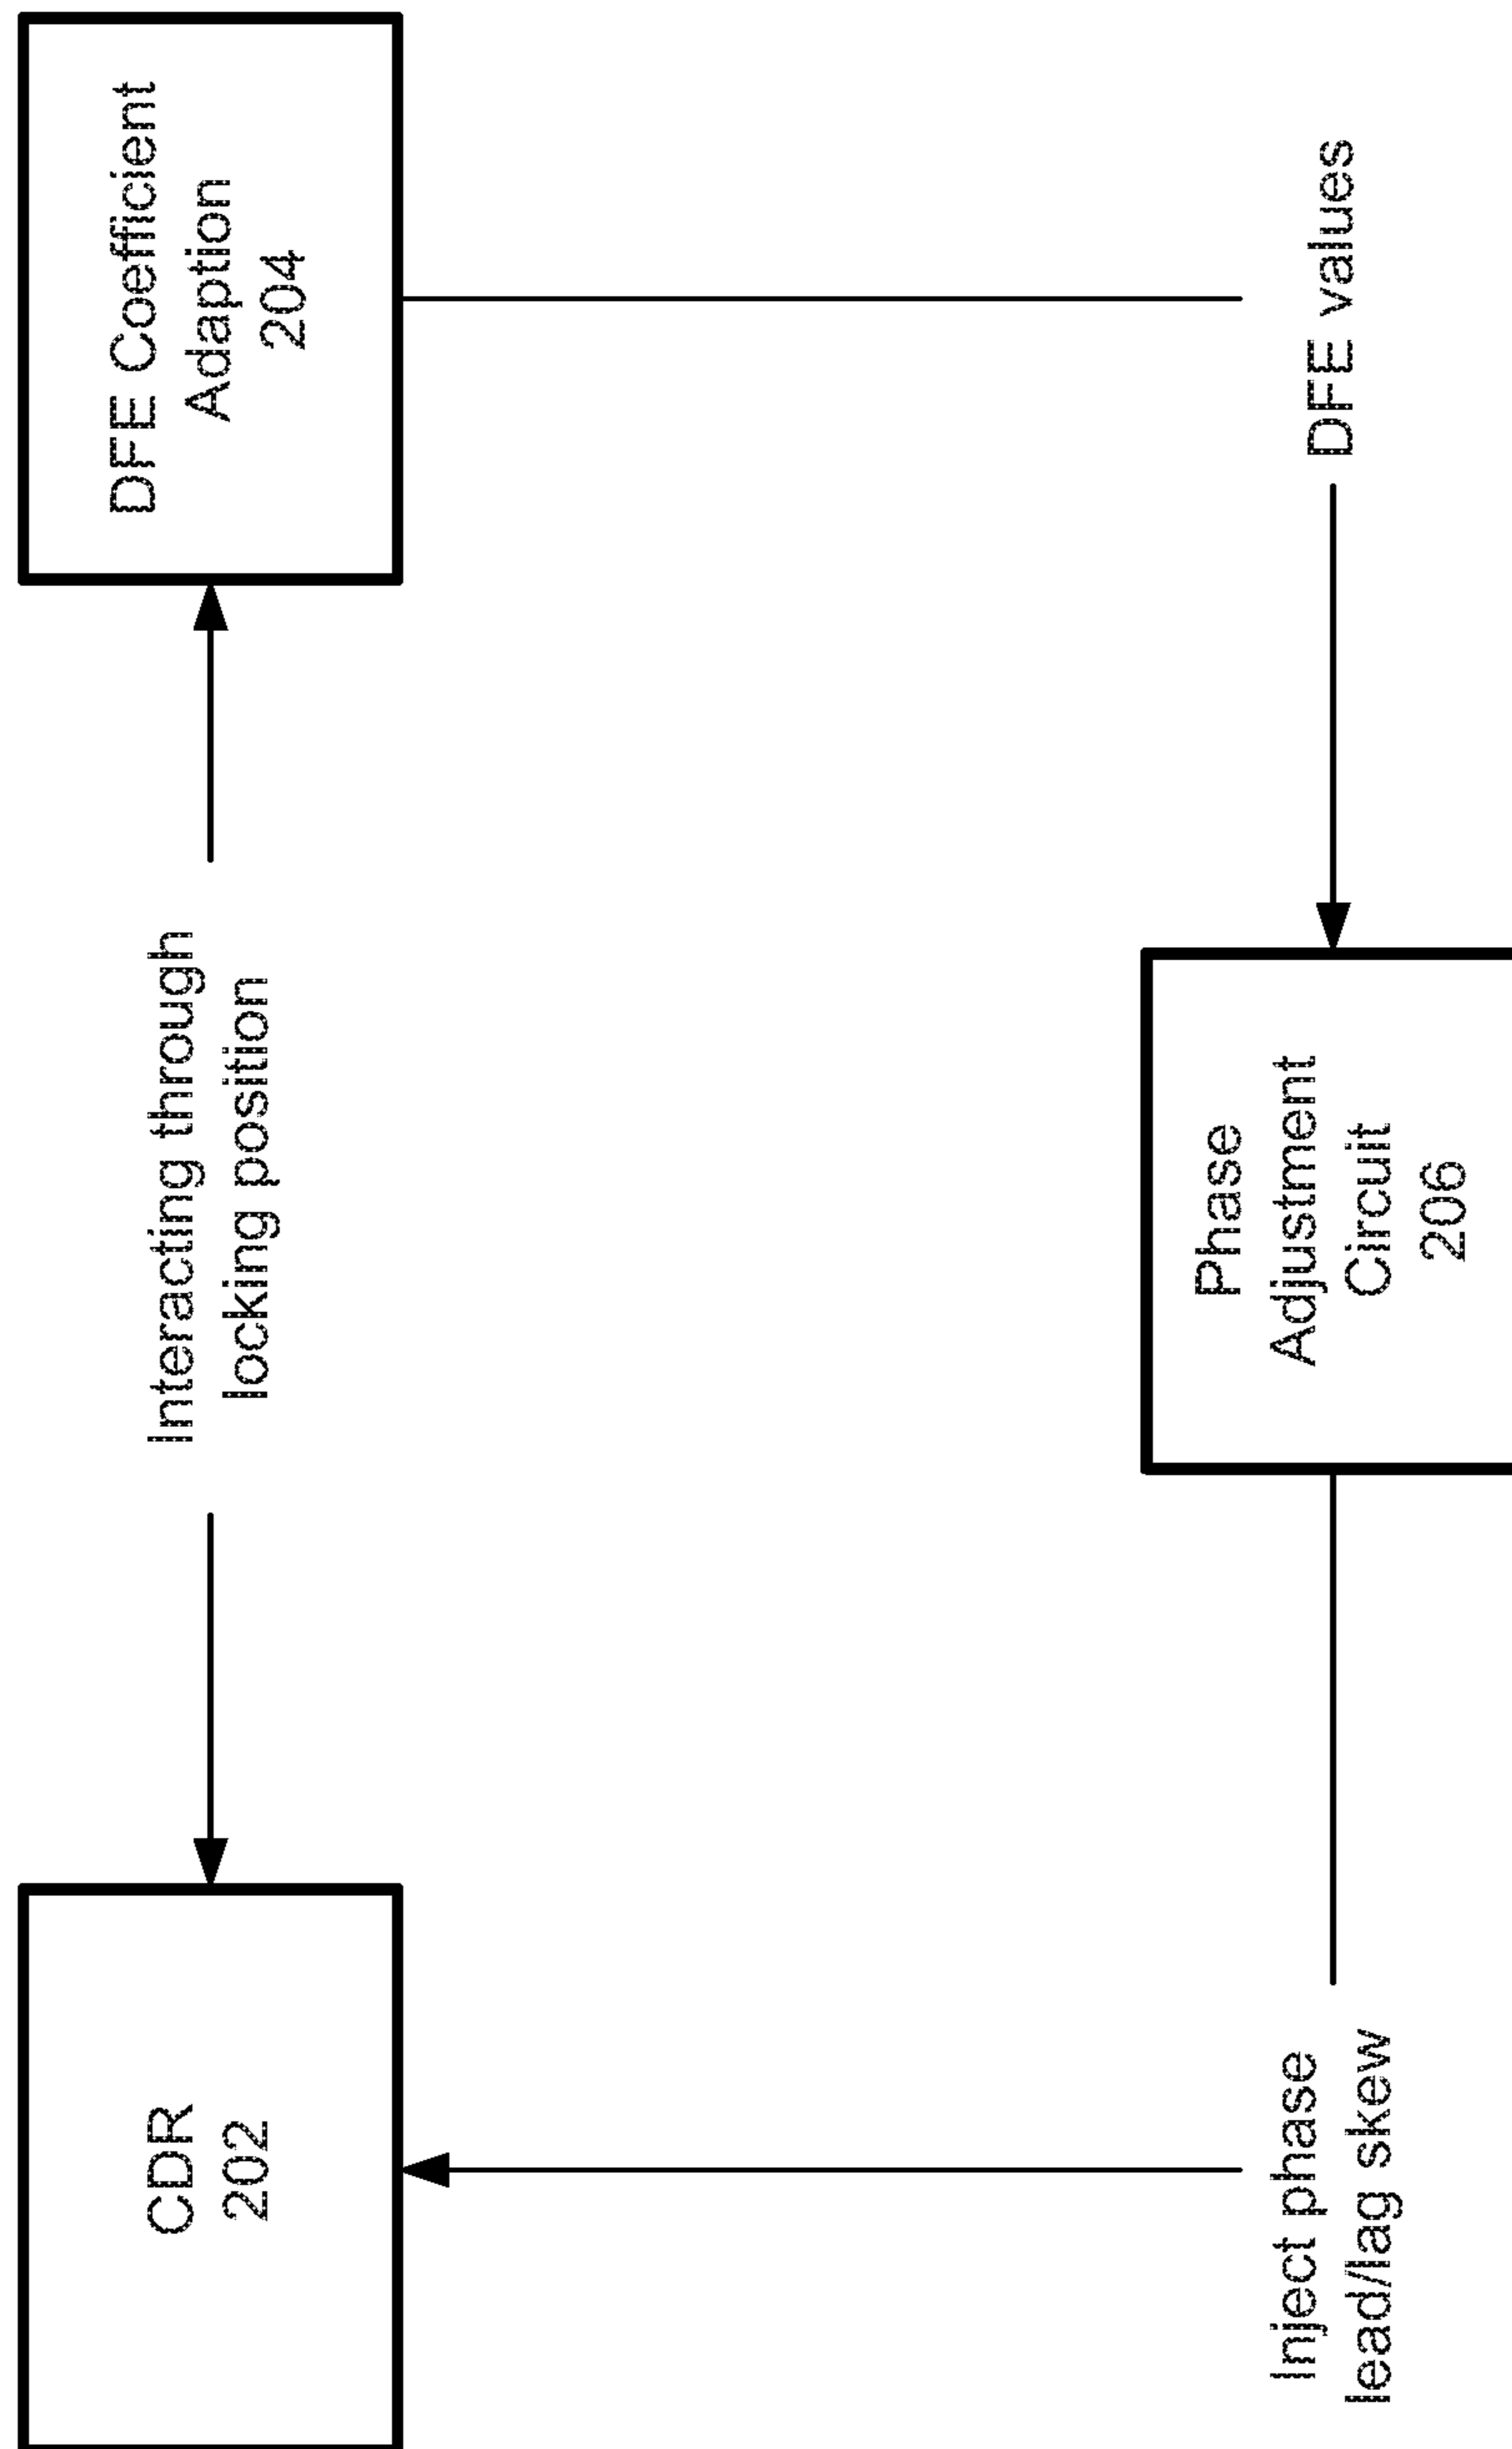 CDR
202
Interacting through
locking position
DFE Coefficient
Adaption
204
Inject phase
lead/lag skew
Phase
Adjustment
Circuit
206
DFE values